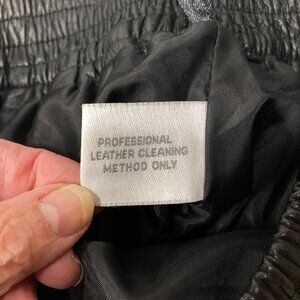 PROFESSIONAL
LEATHER CLEANING
METHOD ONLY